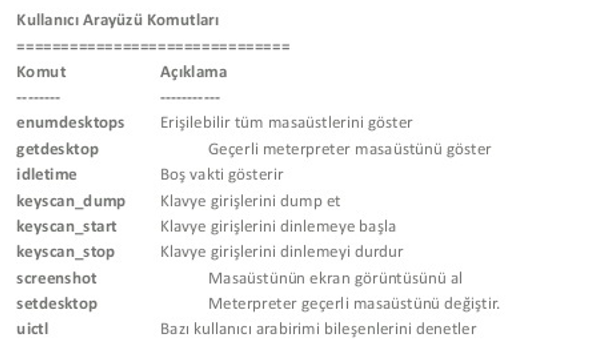 Kullanıcı Arayüzü Komutları
===============================
Komut Açıklama
-------- -----------
enumdesktops Erişilebilir tüm masaüstlerini göster
getdesktop Geçerli meterpreter masaüstünü göster
idletime Boş vakti gösterir
keyscan_dump Klavye girişlerini dump et
keyscan_start Klavye girişlerini dinlemeye başla
keyscan_stop Klavye girişlerini dinlemeyi durdur
screenshot Masaüstünün ekran görüntüsünü al
setdesktop Meterpreter geçerli masaüstünü değiştir.
uictl Bazı kullanıcı arabirimi bileşenlerini denetler